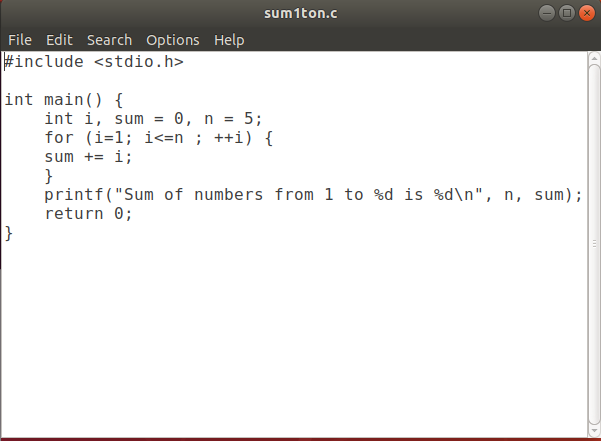 sum1ton.c
File Edit Search Options Help
#include <stdio.h>

int main() {
    int i, sum = 0, n = 5;
    for (i=1; i<=n ; ++i) {
    sum += i;
    }
    printf("Sum of numbers from 1 to %d is %d\n", n, sum);
    return 0;
}